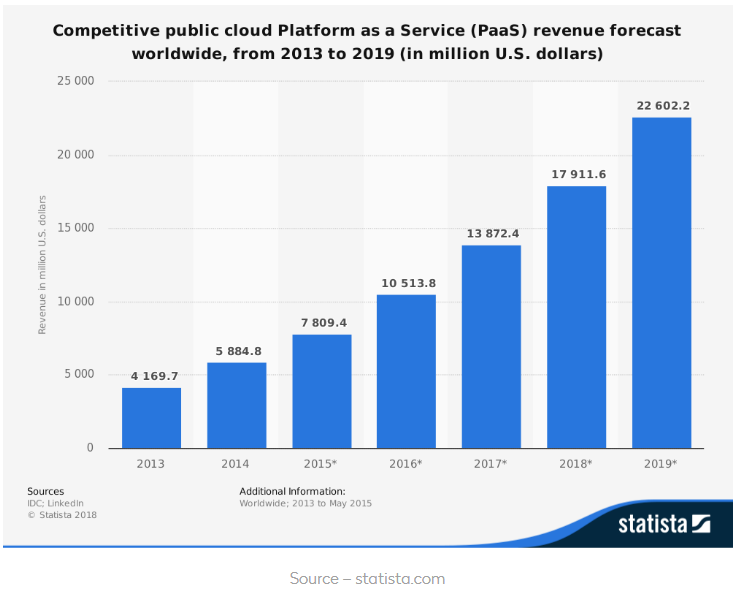 Competitive public cloud Platform as a Service (PaaS) revenue forecast
worldwide, from 2013 to 2019 (in million U.S. dollars)
25 000
20 000
15 000
10 000
5 000
0
Revenue in million U.S. dollars
4 169.7
5 884.8
7 809.4
10 513.8
13 872.4
17 911.6
22 602.2
2013
2014
2015*
2016*
2017*
2018*
2019*
Sources
IDC; LinkedIn
© Statista 2018
Additional Information:
Worldwide; 2013 to May 2015
statista
Source – statista.com